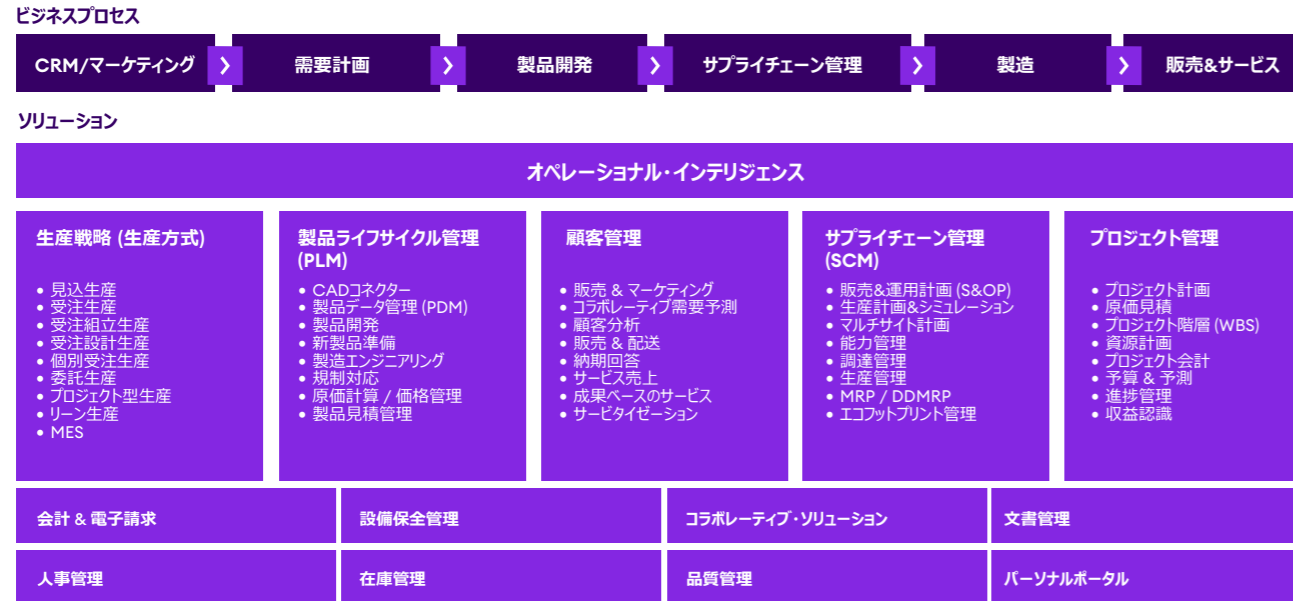 ビジネスプロセス
CRM/マーケティング
需要計画
製品開発
サプライチェーン管理
製造
販売&サービス
ソリューション
オペレーショナル・インテリジェンス
生産戦略 (生産方式)
• 見込生産
• 受注生産
• 受注組立生産
• 受注設計生産
• 個別受注生産
• 委託生産
• プロジェクト型生産
• リーン生産
• MES
製品ライフサイクル管理
(PLM)
• CADコネクター
• 製品データ管理 (PDM)
• 製品開発
• 新製品準備
• 製造エンジニアリング
• 規制対応
• 原価計算 / 価格管理
• 製品見積管理
顧客管理
• 販売 & マーケティング
• コラボレーティブ需要予測
• 顧客分析
• 販売 & 配送
• 納期回答
• サービス売上
• 成果ベースのサービス
• サービタイゼーション
サプライチェーン管理
(SCM)
• 販売&運用計画 (S&OP)
• 生産計画&シミュレーション
• マルチサイト計画
• 能力管理
• 調達管理
• 生産管理
• MRP / DDMRP
• エコフットプリント管理
プロジェクト管理
• プロジェクト計画
• 原価見積
• プロジェクト階層 (WBS)
• 資源計画
• プロジェクト会計
• 予算 & 予測
• 進捗管理
• 収益認識
会計 & 電子請求
設備保全管理
コラボレーティブ・ソリューション
文書管理
人事管理
在庫管理
品質管理
パーソナルポータル